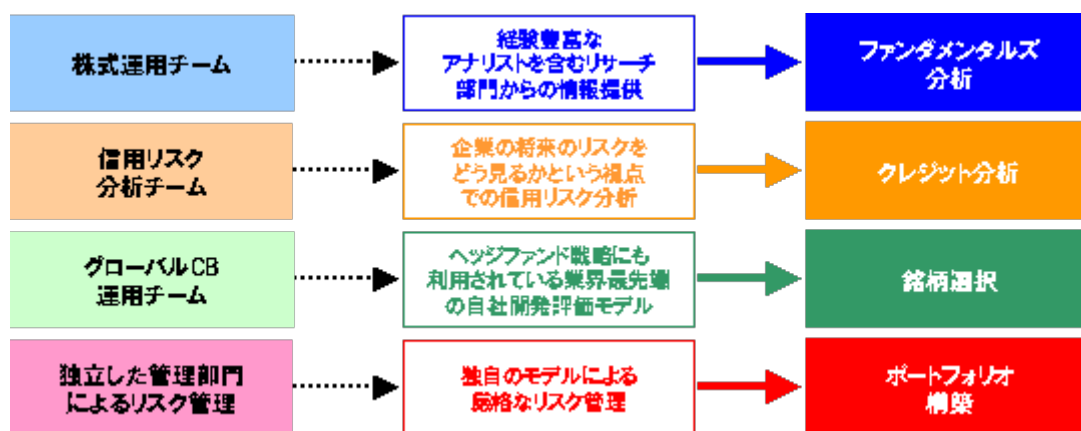 株式運用チーム
経験豊富な
アナリストを含むリサーチ
部門からの情報提供
ファンダメンタルズ
分析
信用リスク
分析チーム
企業の将来のリスクを
どう見るかという視点
での信用リスク分析
クレジット分析
グローバルCB
運用チーム
ヘッジファンド戦略にも
利用されている業界最先端
の自社開発評価モデル
銘柄選択
独立した管理部門
によるリスク管理
独自のモデルによる
厳格なリスク管理
ポートフォリオ
構築